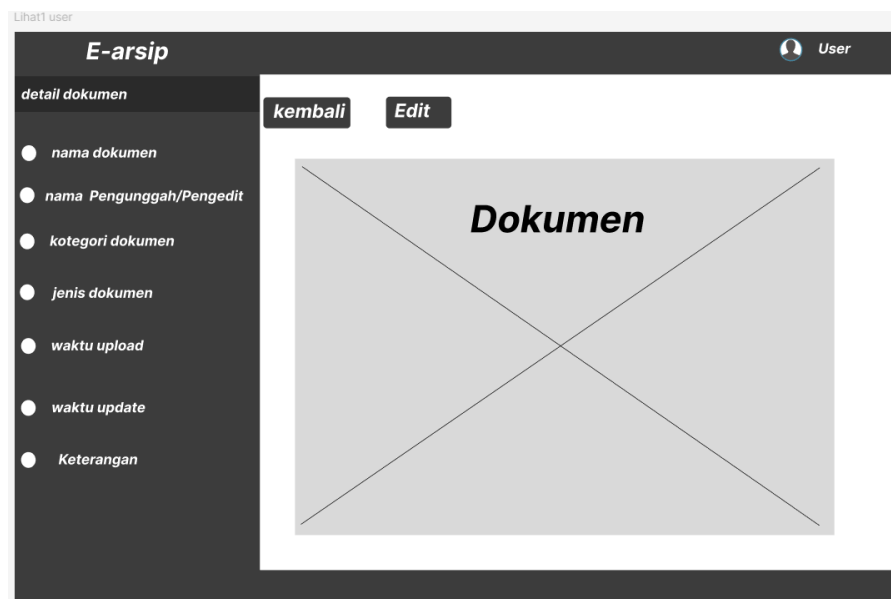 Lihat1 user
E-arsip
User
detail dokumen
kembali
Edit
nama dokumen
nama Pengunggah/Pengedit
kotegori dokumen
jenis dokumen
waktu upload
waktu update
Keterangan
Dokumen